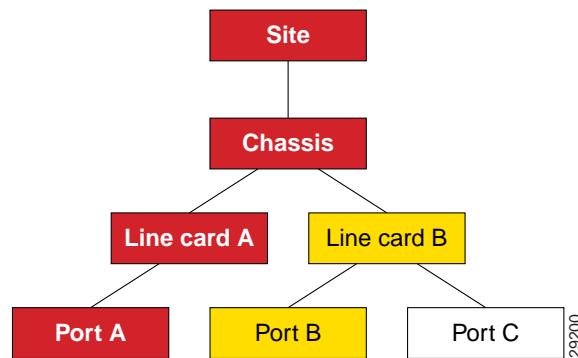 Site
Chassis
Line card A
Line card B
Port A
Port B
Port C
29200